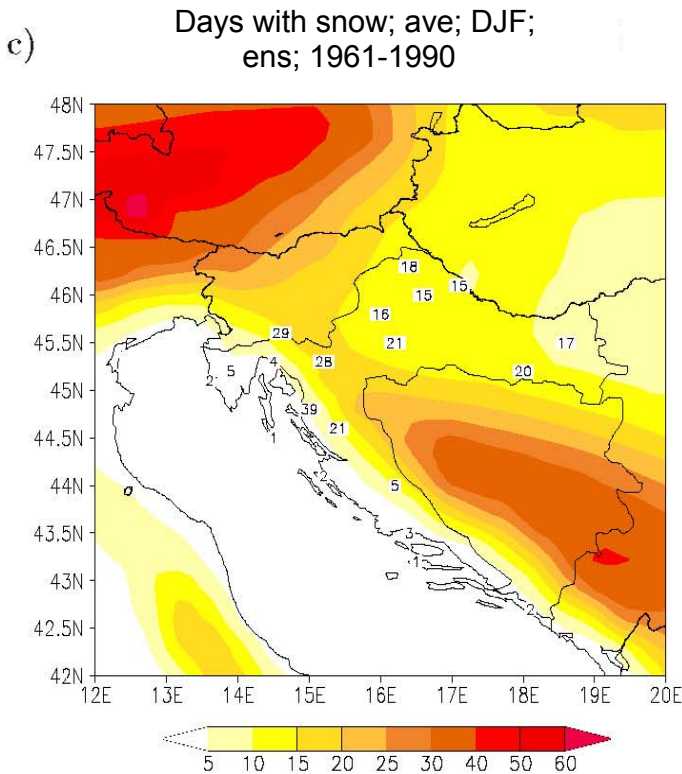 c)
Days with snow; ave; DJF;
ens; 1961-1990
48N
47.5N
47N
46.5N
46N
45.5N
45N
44.5N
44N
43.5N
43N
42.5N
42N
18
15
15
16
29
21
17
28
4
5
20
2
39
1
21
2
5
3
1
2
12E 13E 14E 15E 16E 17E 18E 19E 20E
5 10 15 20 25 30 40 50 60